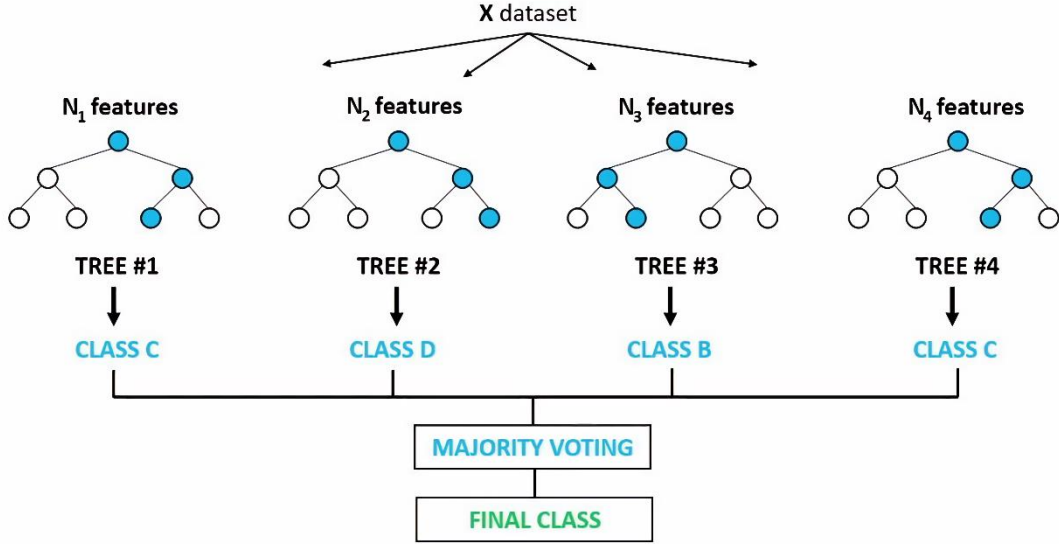 X dataset
N₁ features
N₂ features
N₃ features
N₄ features
TREE #1
TREE #2
TREE #3
TREE #4
CLASS C
CLASS D
CLASS B
CLASS C
MAJORITY VOTING
FINAL CLASS